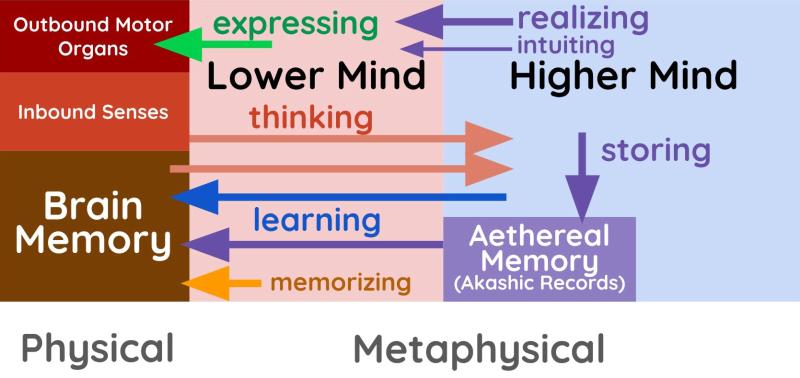 Outbound Motor
Organs
expressing
realizing
intuiting
Lower Mind
Higher Mind
Inbound Senses
thinking
storing
Brain
Memory
learning
Aethereal
Memory
(Akashic Records)
memorizing
Physical
Metaphysical